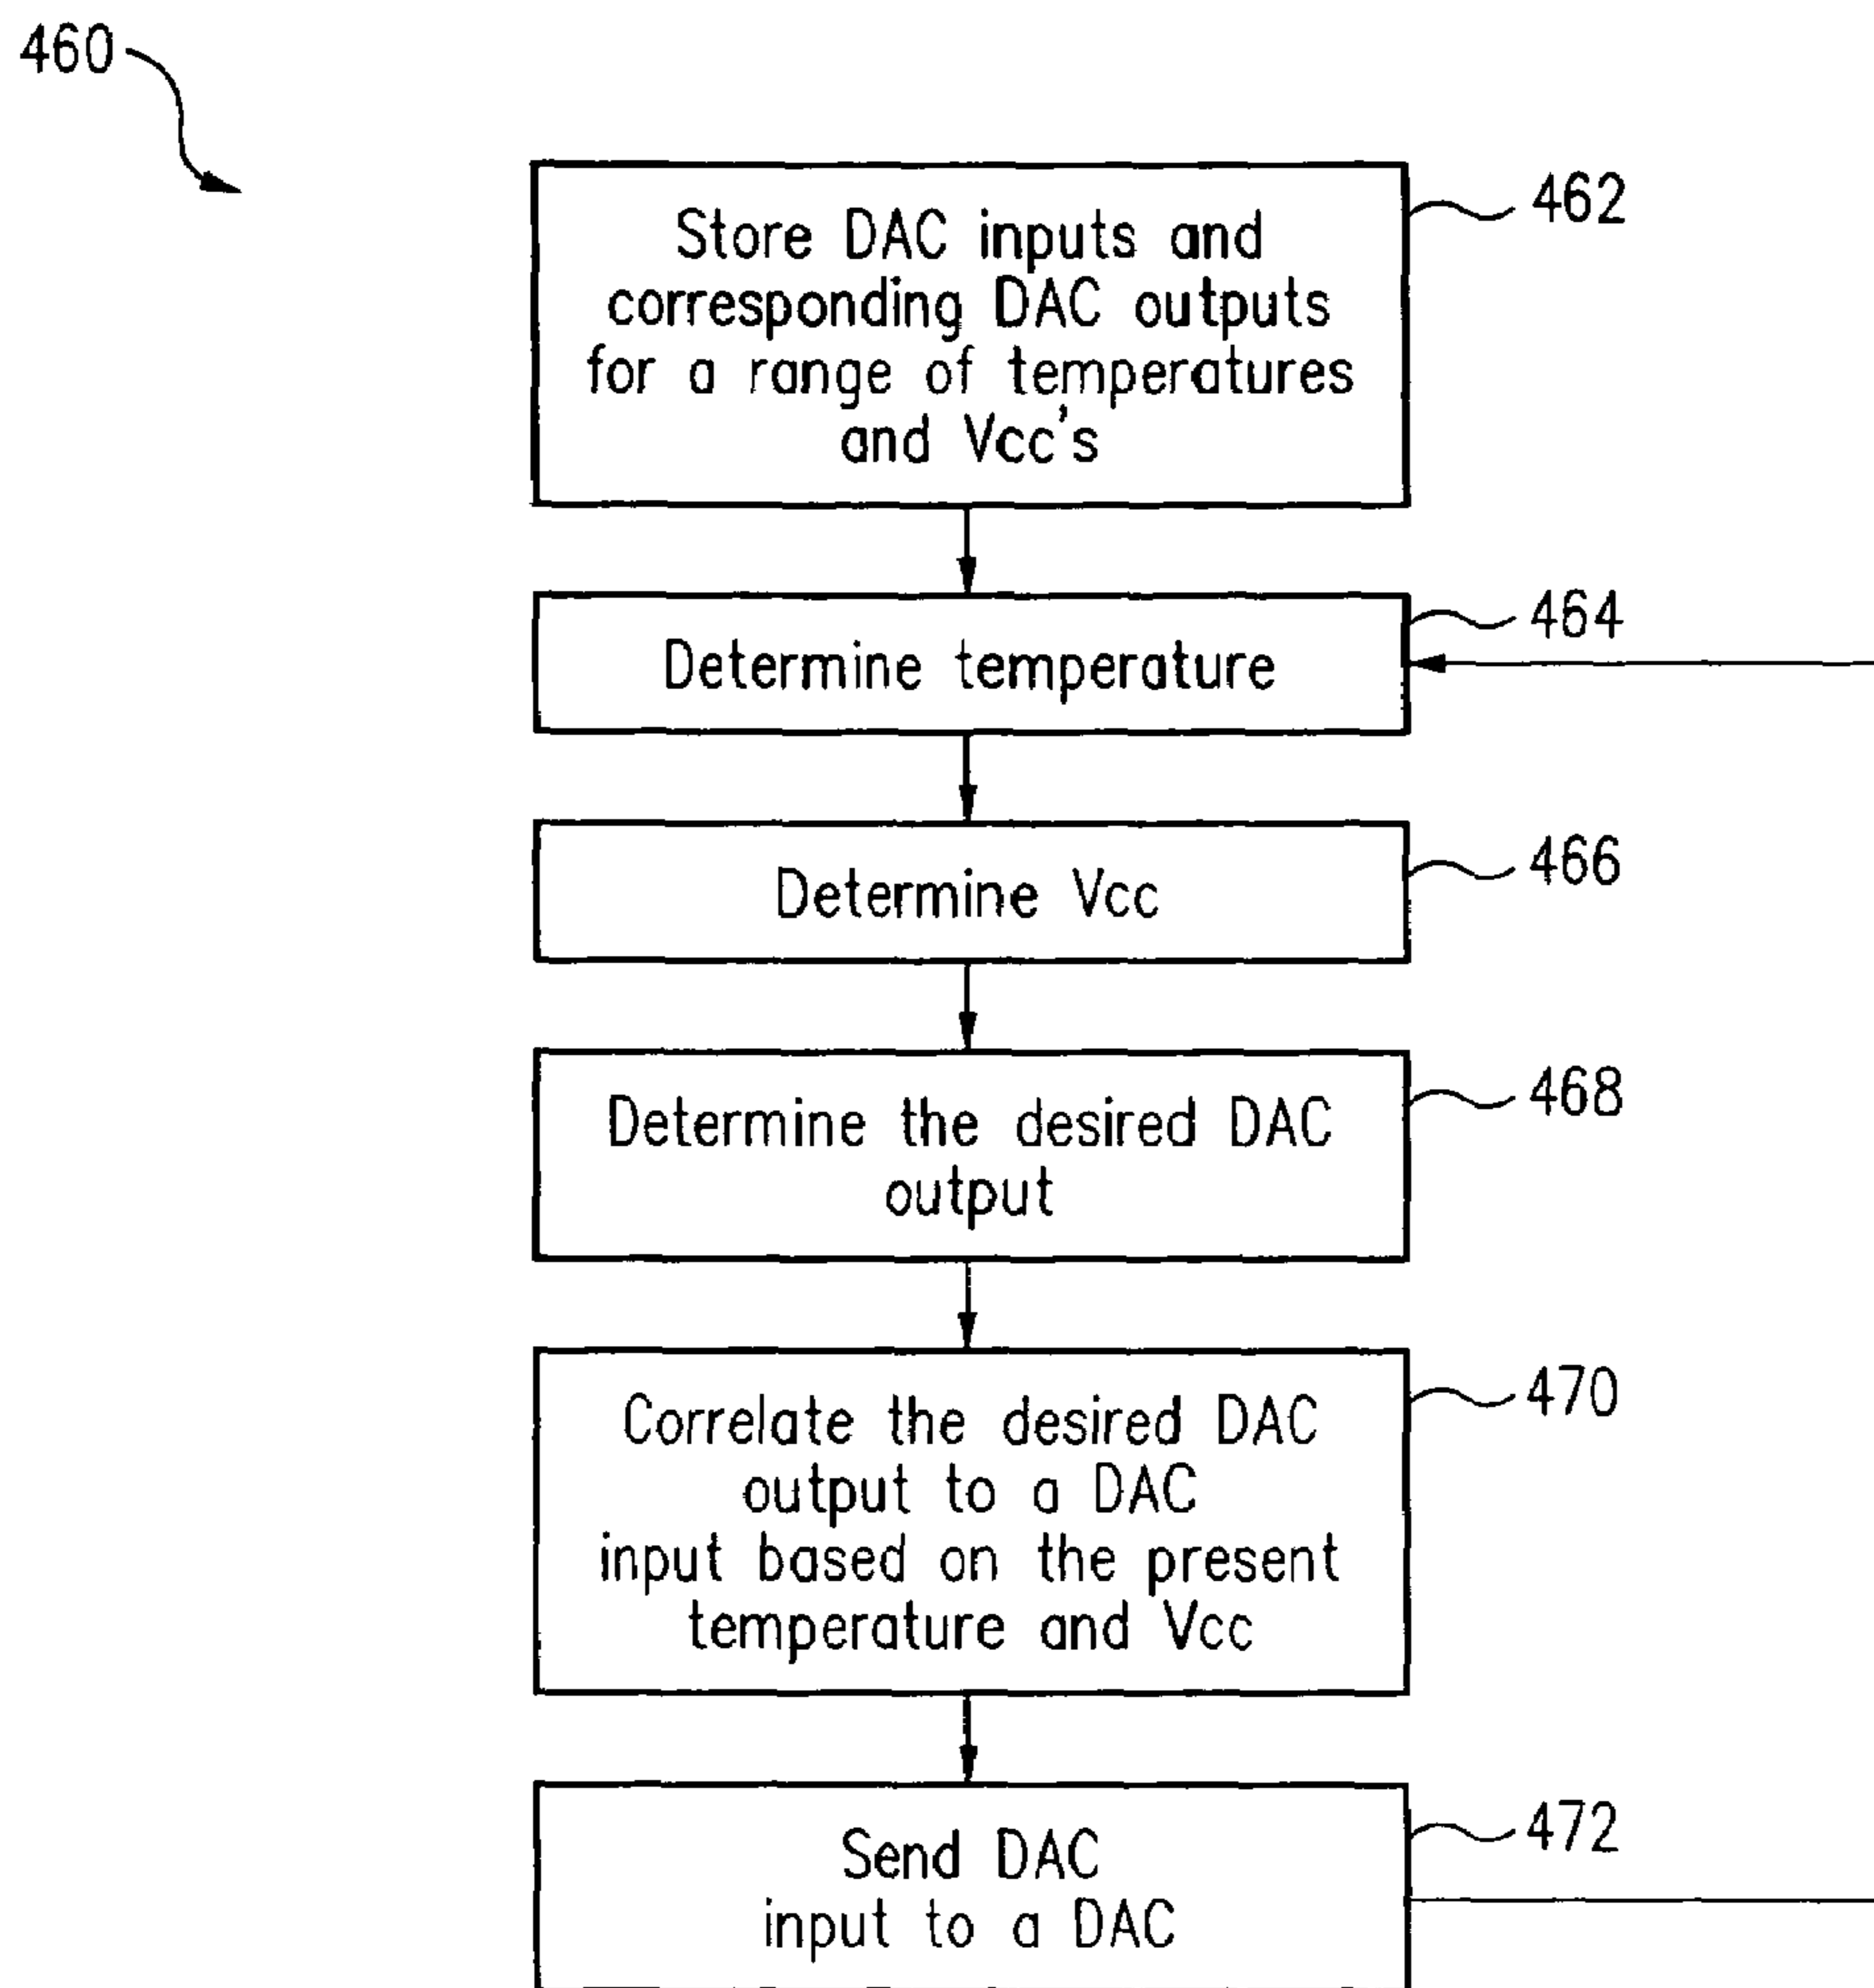 460
Store DAC inputs and
corresponding DAC outputs
for a range of temperatures
and Vcc's
462
Determine temperature
464
Determine Vcc
466
Determine the desired DAC
output
468
Correlate the desired DAC
output to a DAC
input based on the present
temperature and Vcc
470
Send DAC
input to a DAC
472